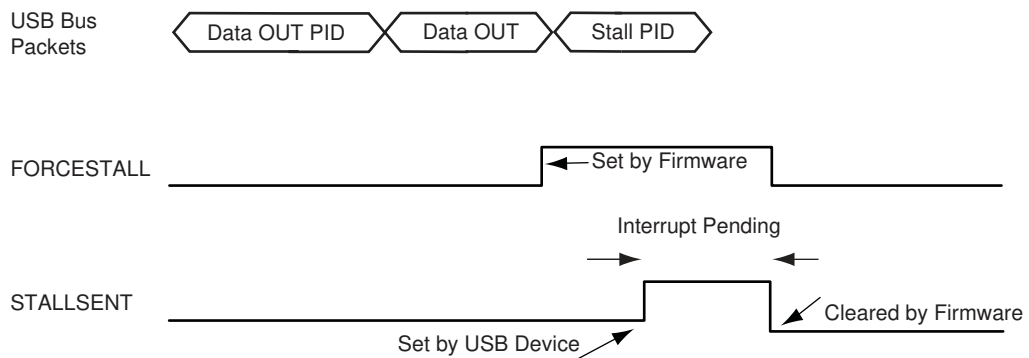 USB Bus
Packets
Data OUT PID
Data OUT
Stall PID
FORCESTALL
Set by Firmware
Interrupt Pending
STALLSENT
Cleared by Firmware
Set by USB Device